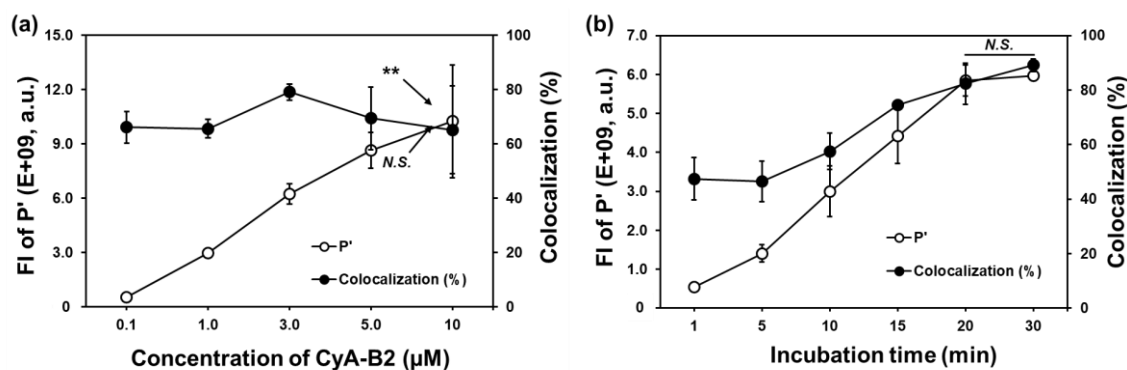 (a)
15.0
12.0
9.0
6.0
3.0
0
FI of P' (E+09, a.u.)
100
80
60
40
20
0
Colocalization (%)
**
N.S.
P'
Colocalization (%)
0.1 1.0 3.0 5.0 10
Concentration of CyA-B2 (μM)
(b)
7.0
6.0
5.0
4.0
3.0
2.0
1.0
0
FI of P' (E+09, a.u.)
100
80
60
40
20
0
Colocalization (%)
N.S.
P'
Colocalization (%)
1 5 10 15 20 30
Incubation time (min)